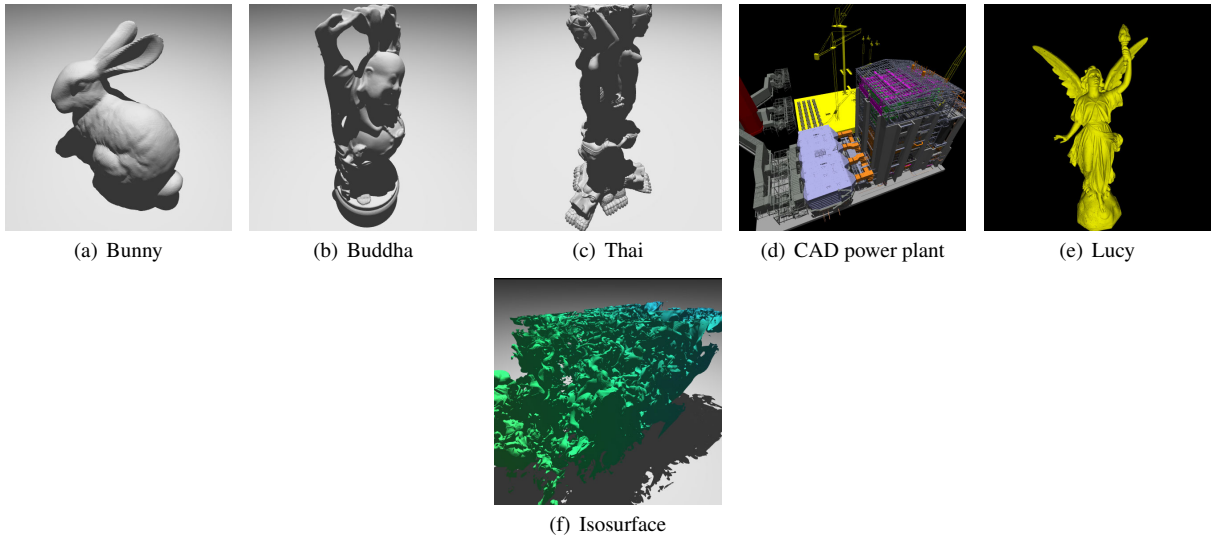 (a) Bunny
(b) Buddha
(c) Thai
(d) CAD power plant
(e) Lucy
(f) Isosurface